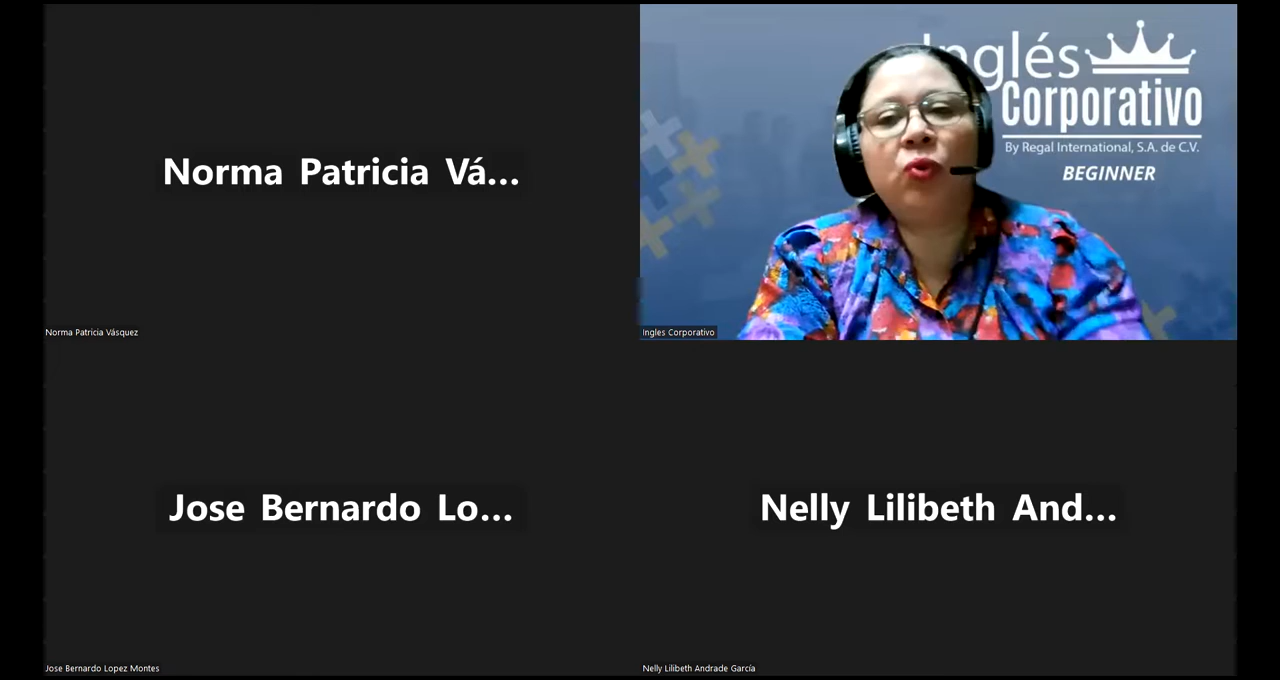 Norma Patricia Vá...
Norma Patricia Vásquez
Inglés
Corporativo
By Regal International, S.A. de C.V.
BEGINNER
Ingles Corporativo
Jose Bernardo Lo...
Jose Bernardo Lopez Montes
Nelly Lilibeth And...
Nelly Lilibeth Andrade García